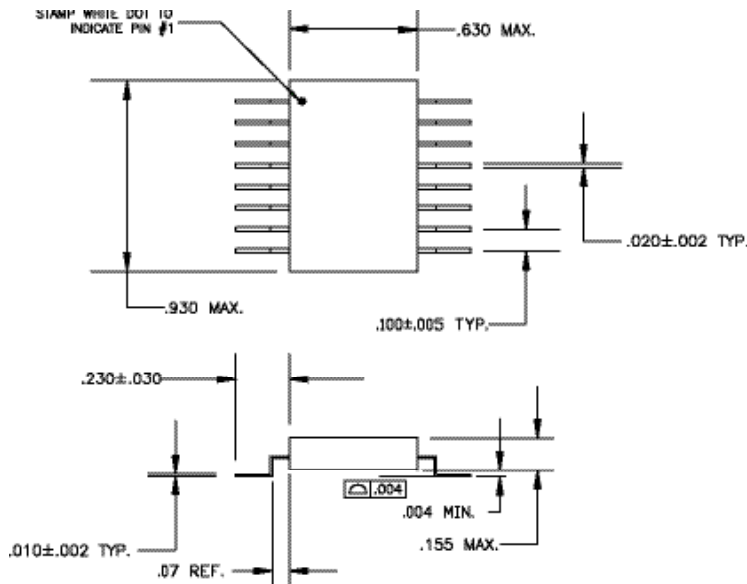 STAMP WHITE DOT TO
INDICATE PIN #1
.630 MAX.
.020±.002 TYP.
.930 MAX.
.100±.005 TYP.
.230±.030
.004
.004 MIN.
.155 MAX.
.010±.002 TYP.
.07 REF.